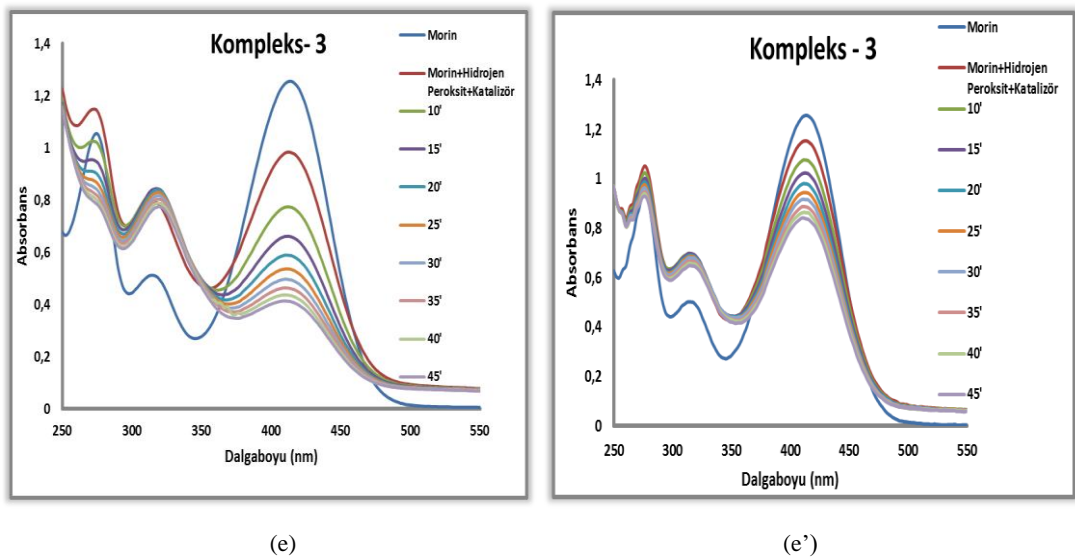 Kompleks- 3
Absorbans
1,4
1,2
1
0,8
0,6
0,4
0,2
0
250 300 350 400 450 500 550
Dalgaboyu (nm)
Morin
Morin+Hidrojen
Peroksit+Katalizör
10'
15'
20'
25'
30'
35'
40'
45'
(e)
Kompleks - 3
Absorbans
1,4
1,2
1
0,8
0,6
0,4
0,2
0
250 300 350 400 450 500 550
Dalgaboyu (nm)
Morin
Morin+Hidrojen
Peroksit+Katalizör
10'
15'
20'
25'
30'
35'
40'
45'
(e’)